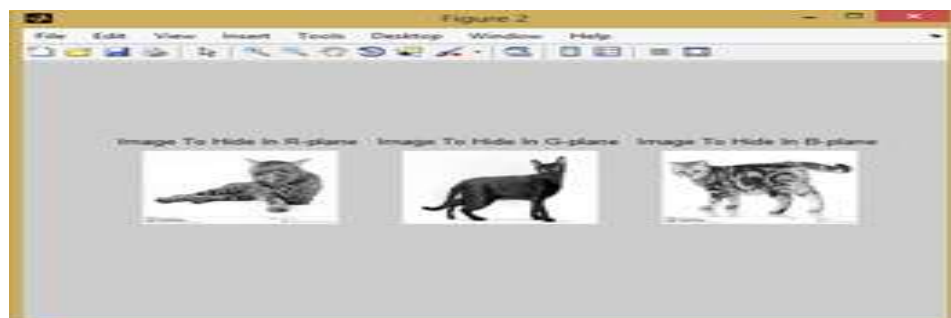 Figure 2
File Edit View Insert Tools Desktop Window Help
Image To Hide In R-plane Image To Hide In G-plane Image To Hide In B-plane